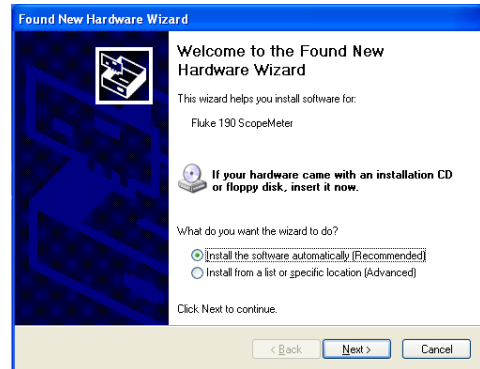 Found New Hardware Wizard
Welcome to the Found New
Hardware Wizard
This wizard helps you install software for:
Fluke 190 ScopeMeter
If your hardware came with an installation CD
or floppy disk, insert it now.
What do you want the wizard to do?
Install the software automatically (Recommended)
Install from a list or specific location (Advanced)
Click Next to continue.
< Back Next > Cancel